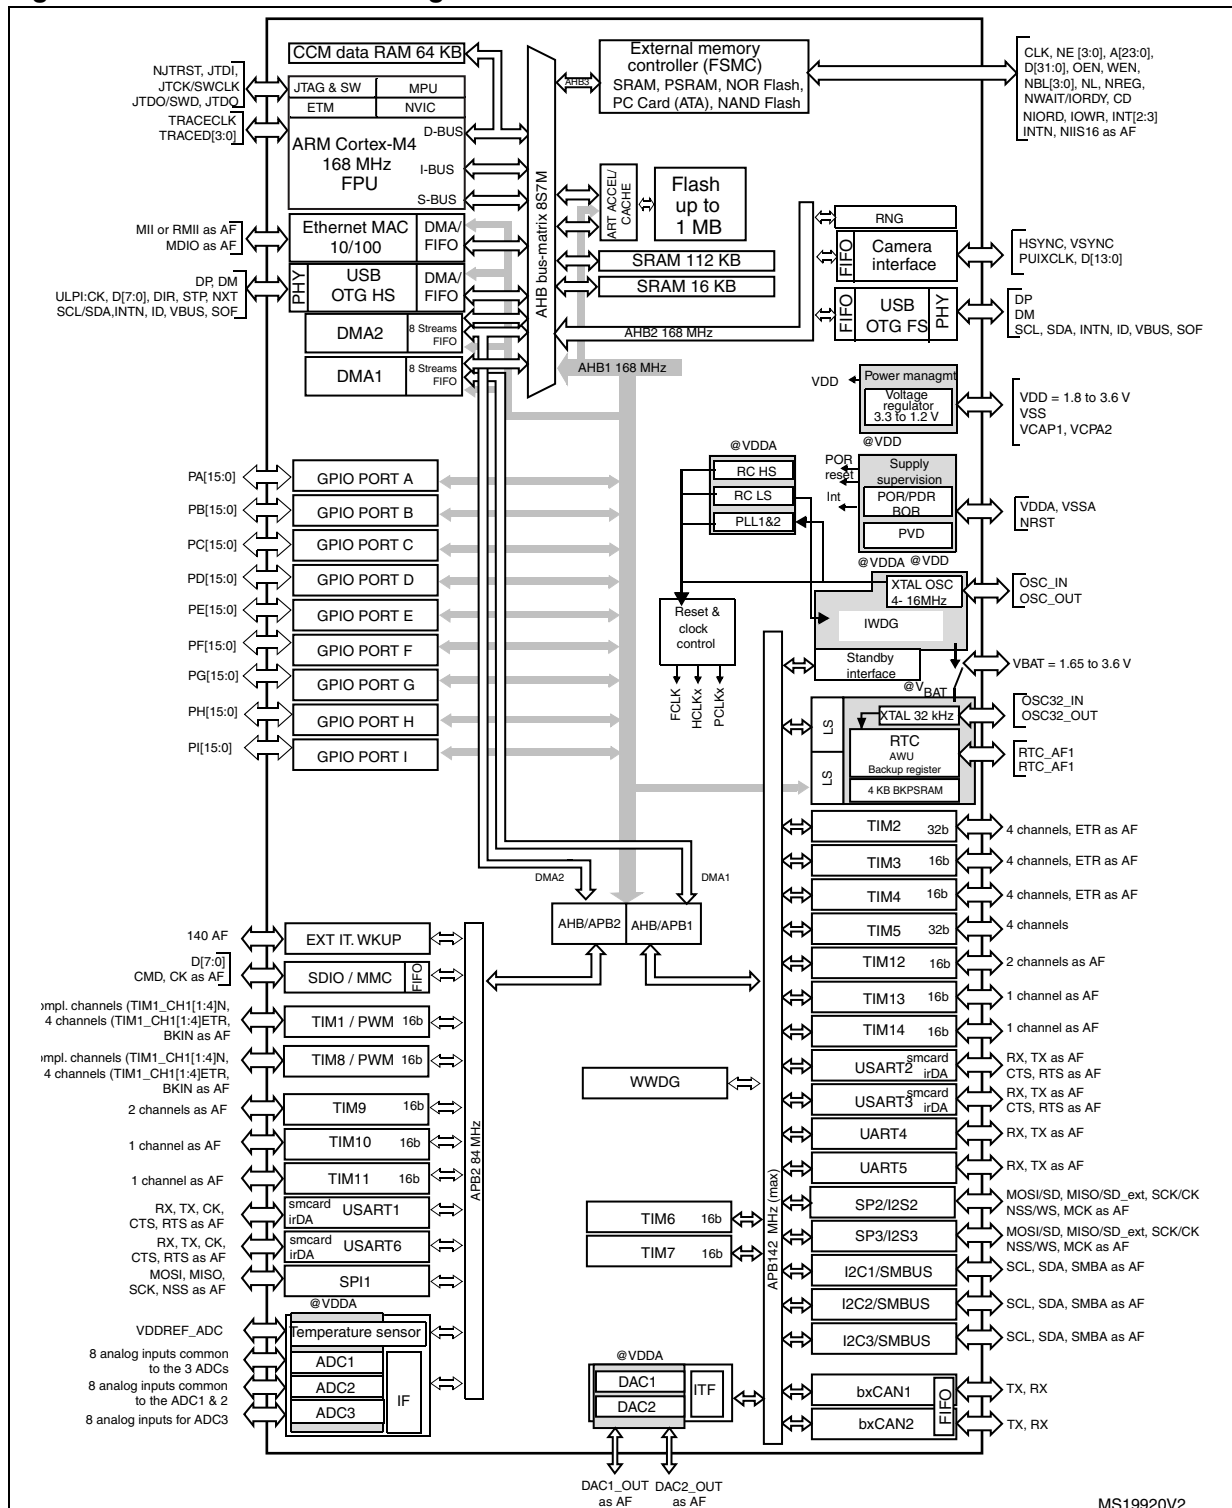 CCM data RAM 64 KB
External memory
controller (FSMC)
SRAM, PSRAM, NOR Flash,
PC Card (ATA), NAND Flash
AHB3
CLK, NE [3:0], A[23:0],
D[31:0], OEN, WEN,
NBL[3:0], NL, NREG,
NWAIT/IORDY, CD
NIORD, IOWR, INT[2:3]
INTN, NIIS16 as AF
NJTRST, JTDI,
JTCK/SWCLK
JTDO/SWD, JTDO
JTAG & SW
MPU
ETM
NVIC
TRACECLK
TRACED[3:0]
D-BUS
ARM Cortex-M4
168 MHz
FPU
I-BUS
S-BUS
AHB bus-matrix 8S7M
ART ACCEL/
CACHE
Flash
up to
1 MB
SRAM 112 KB
SRAM 16 KB
MII or RMII as AF
MDIO as AF
Ethernet MAC
10/100
DMA/
FIFO
DP, DM
ULPI:CK, D[7:0], DIR, STP, NXT
SCL/SDA,INTN, ID, VBUS, SOF
PHY
USB
OTG HS
DMA/
FIFO
DMA2
8 Streams
FIFO
DMA1
8 Streams
FIFO
AHB2 168 MHz
AHB1 168 MHz
RNG
FIFO
Camera
interface
HSYNC, VSYNC
PUIXCLK, D[13:0]
FIFO
USB
OTG FS
PHY
DP
DM
SCL, SDA, INTN, ID, VBUS, SOF
VDD
Power managmt
Voltage
regulator
3.3 to 1.2 V
@VDD
VDD = 1.8 to 3.6 V
VSS
VCAP1, VCPA2
@VDDA
RC HS
RC LS
PLL1&2
POR
reset
Int
Supply
supervision
POR/PDR
BOR
PVD
VDDA, VSSA
NRST
@VDDA @VDD
XTAL OSC
4- 16MHz
IWDG
OSC_IN
OSC_OUT
Reset &
clock
control
FCLK
HCLKx
PCLKx
Standby
interface
VBAT = 1.65 to 3.6 V
@VBAT
LS
LS
XTAL 32 kHz
RTC
AWU
Backup register
4 KB BKPSRAM
OSC32_IN
OSC32_OUT
RTC_AF1
RTC_AF1
PA[15:0]
GPIO PORT A
PB[15:0]
GPIO PORT B
PC[15:0]
GPIO PORT C
PD[15:0]
GPIO PORT D
PE[15:0]
GPIO PORT E
PF[15:0]
GPIO PORT F
PG[15:0]
GPIO PORT G
PH[15:0]
GPIO PORT H
PI[15:0]
GPIO PORT I
DMA2
DMA1
AHB/APB2
AHB/APB1
140 AF
EXT IT. WKUP
D[7:0]
CMD, CK as AF
SDIO / MMC
FIFO
ompl. channels (TIM1_CH1[1:4]N,
4 channels (TIM1_CH1[1:4]ETR,
BKIN as AF
TIM1 / PWM 16b
ompl. channels (TIM1_CH1[1:4]N,
4 channels (TIM1_CH1[1:4]ETR,
BKIN as AF
TIM8 / PWM 16b
2 channels as AF
TIM9 16b
1 channel as AF
TIM10 16b
1 channel as AF
TIM11 16b
RX, TX, CK,
CTS, RTS as AF
smcard
irDA
USART1
RX, TX, CK,
CTS, RTS as AF
smcard
irDA
USART6
MOSI, MISO,
SCK, NSS as AF
SPI1
APB2 84 MHz
@VDDA
VDDREF_ADC
Temperature sensor
8 analog inputs common
to the 3 ADCs
ADC1
8 analog inputs common
to the ADC1 & 2
ADC2
8 analog inputs for ADC3
ADC3
IF
WWDG
TIM6 16b
TIM7 16b
APB142 MHz (max)
@VDDA
DAC1
DAC2
ITF
DAC1_OUT
as AF
DAC2_OUT
as AF
TIM2 32b
4 channels, ETR as AF
TIM3 16b
4 channels, ETR as AF
TIM4 16b
4 channels, ETR as AF
TIM5 32b
4 channels
TIM12 16b
2 channels as AF
TIM13 16b
1 channel as AF
TIM14 16b
1 channel as AF
USART2
smcard
irDA
RX, TX as AF
CTS, RTS as AF
USART3
smcard
irDA
RX, TX as AF
CTS, RTS as AF
UART4
RX, TX as AF
UART5
RX, TX as AF
SP2/I2S2
MOSI/SD, MISO/SD_ext, SCK/CK
NSS/WS, MCK as AF
SP3/I2S3
MOSI/SD, MISO/SD_ext, SCK/CK
NSS/WS, MCK as AF
I2C1/SMBUS
SCL, SDA, SMBA as AF
I2C2/SMBUS
SCL, SDA, SMBA as AF
I2C3/SMBUS
SCL, SDA, SMBA as AF
bxCAN1
TX, RX
bxCAN2
TX, RX
FIFO
MS19920V2